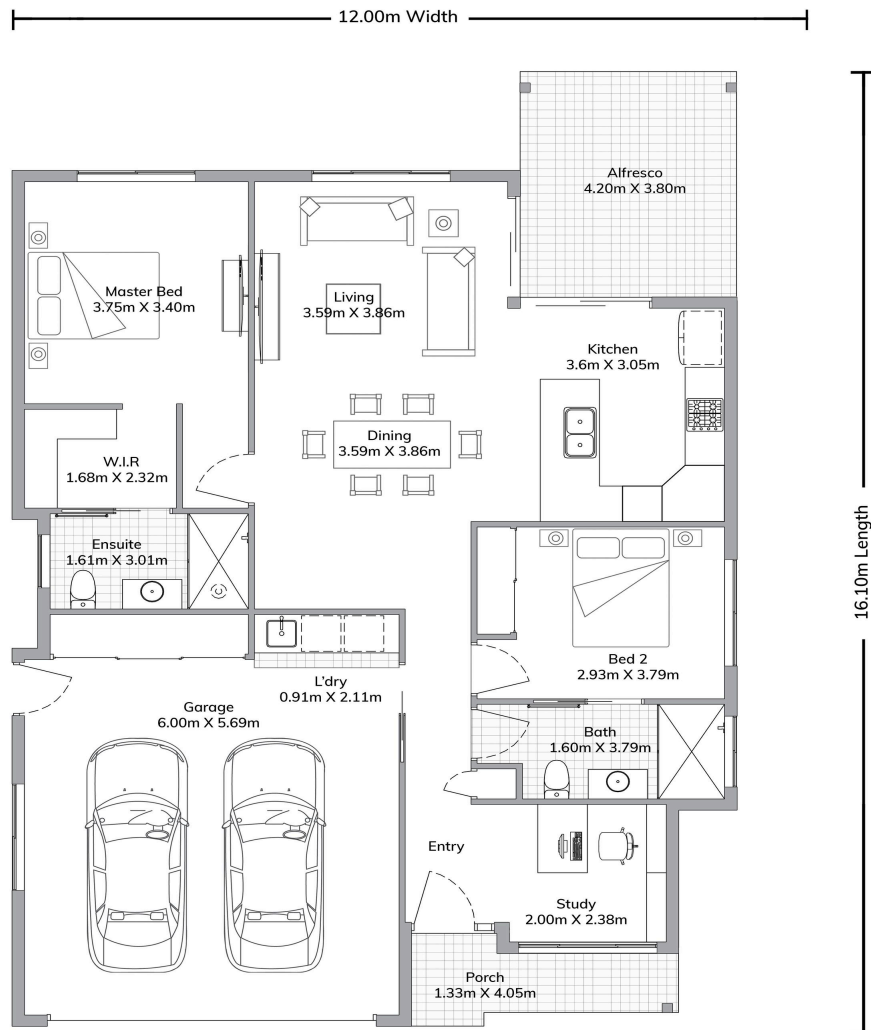 12.00m Width
Alfresco
4.20m X 3.80m
Master Bed
3.75m X 3.40m
Living
3.59m X 3.86m
Kitchen
3.6m X 3.05m
Dining
3.59m X 3.86m
W.I.R
1.68m X 2.32m
16.10m Length
Ensuite
1.61m X 3.01m
Bed 2
2.93m X 3.79m
L'dry
0.91m X 2.11m
Garage
6.00m X 5.69m
Bath
1.60m X 3.79m
Entry
Study
2.00m X 2.38m
Porch
1.33m X 4.05m